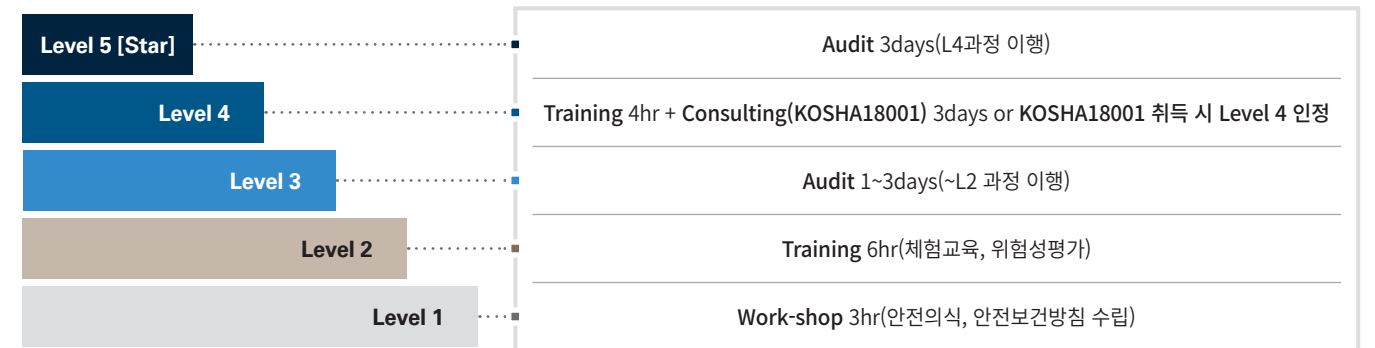 Level 5 [Star]
Audit 3days(L4과정 이행)
Level 4
Training 4hr + Consulting(KOSHA18001) 3days or KOSHA18001 취득 시 Level 4 인정
Level 3
Audit 1~3days(~L2 과정 이행)
Level 2
Training 6hr(체험교육, 위험성평가)
Level 1
Work-shop 3hr(안전의식, 안전보건방침 수립)